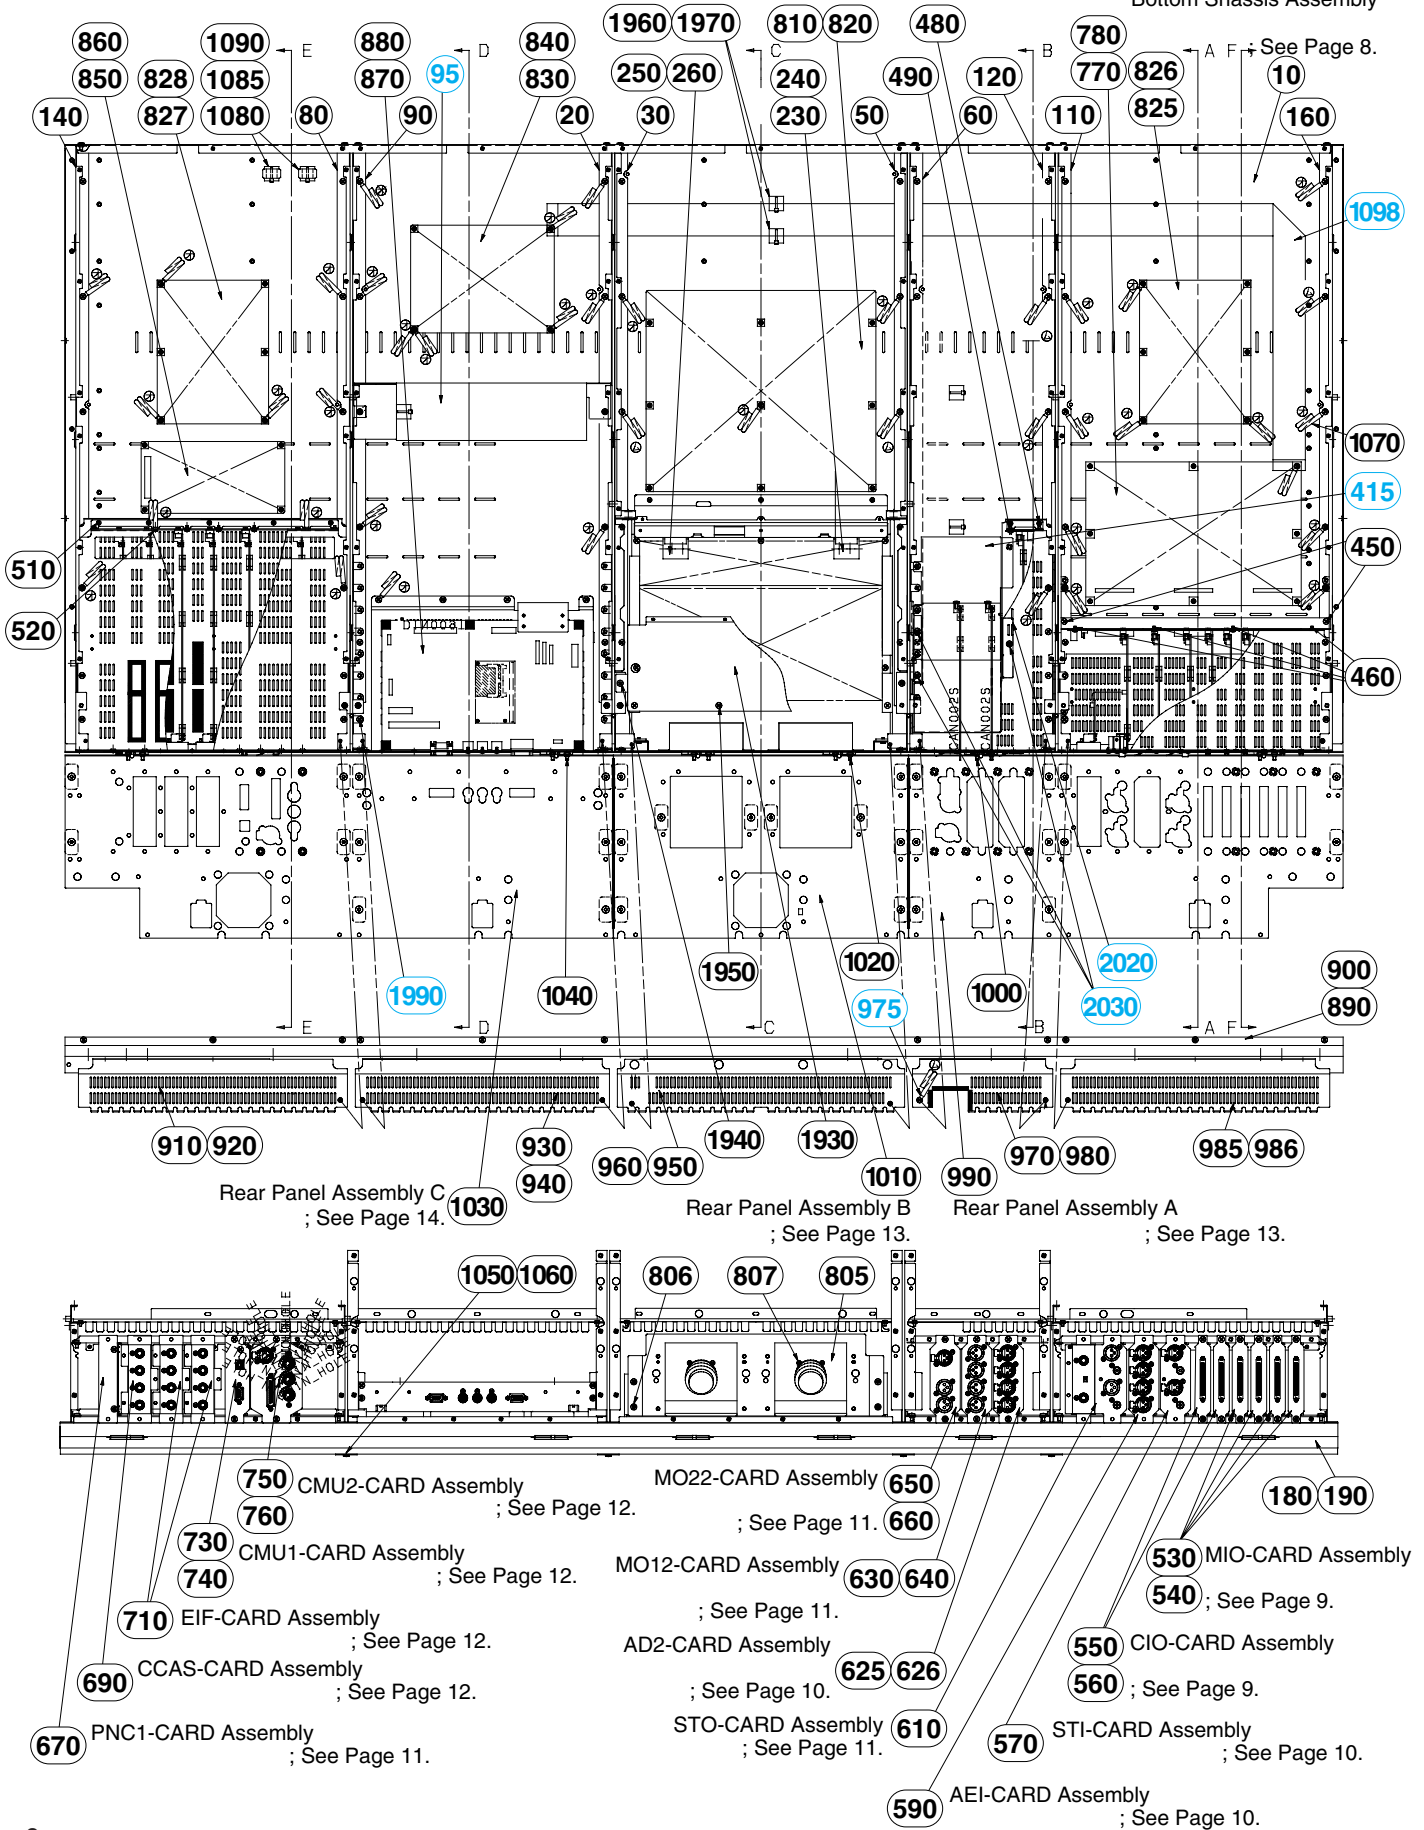 Bottom Shassis Assembly
; See Page 8.
1960 1970 810 820 480
860 1090 E 880 95 D 840 C 780 B A F
850 828 1085 870 830 250 260 240 490 120 770 826 10
140 827 1080 80 90 20 30 230 50 60 110 825 160
1098
1070
415
450
510
520
460
CAN002S CAN002S
1950 1020 2020 900
1990 1040 975 1000 2030 890
E D C B A F
910 920 930 960 950 1940 1930 970 980 985 986
940 1010 990
Rear Panel Assembly C
; See Page 14.
1030
Rear Panel Assembly B
; See Page 13.
Rear Panel Assembly A
; See Page 13.
1050 1060 806 807 805
750 CMU2-CARD Assembly
; See Page 12.
760
MO22-CARD Assembly 650
; See Page 11. 660
180 190
730 CMU1-CARD Assembly
; See Page 12.
740
MO12-CARD Assembly 630 640
; See Page 11.
530 MIO-CARD Assembly
540 ; See Page 9.
710 EIF-CARD Assembly
; See Page 12.
AD2-CARD Assembly 625 626
; See Page 10.
550 CIO-CARD Assembly
560 ; See Page 9.
690 CCAS-CARD Assembly
; See Page 12.
STO-CARD Assembly 610
; See Page 11.
570 STI-CARD Assembly
; See Page 10.
670 PNC1-CARD Assembly
; See Page 11.
590 AEI-CARD Assembly
; See Page 10.